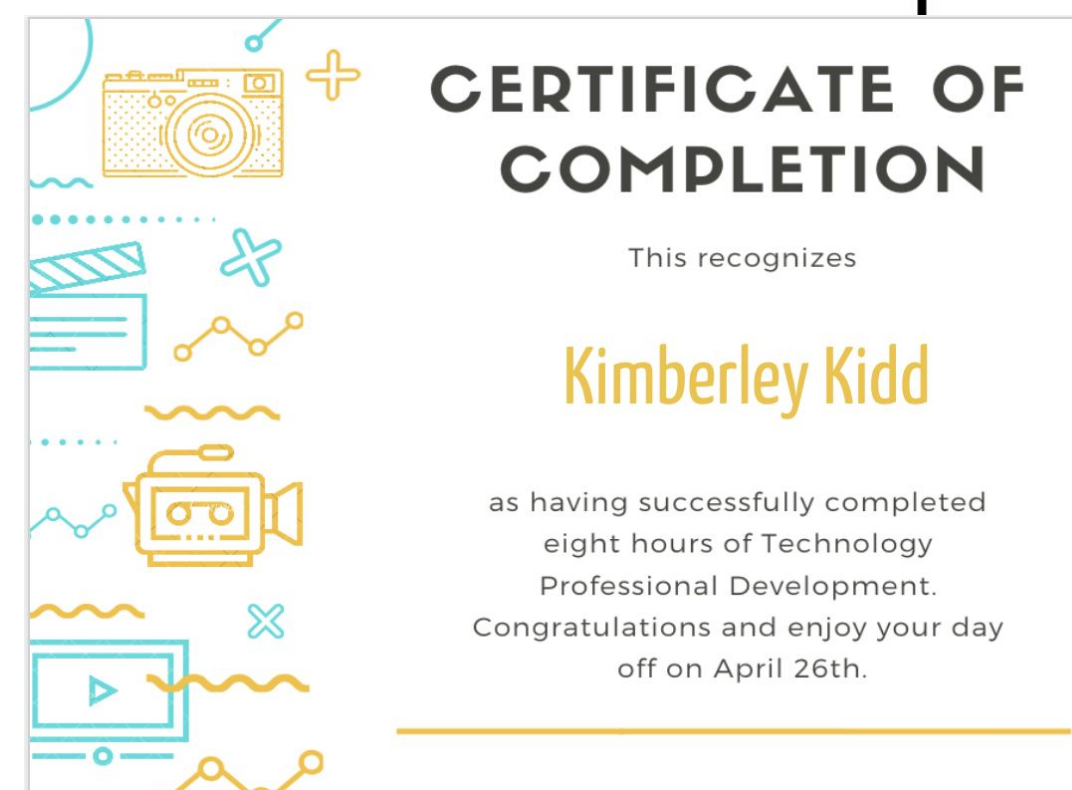 CERTIFICATE OF
COMPLETION
This recognizes
Kimberley Kidd
as having successfully completed
eight hours of Technology
Professional Development.
Congratulations and enjoy your day
off on April 26th.